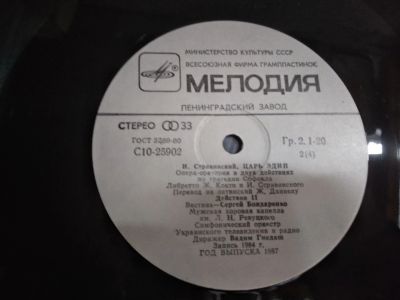 МИНИСТЕРСТВО КУЛЬТУРЫ СССР
ВСЕСОЮЗНАЯ ФИРМА ГРАМПЛАСТИНОК
МЕЛОДИЯ
ЛЕНИНГРАДСКИЙ ЗАВОД
СТЕРЕО 33
ГОСТ 5289-80
С10-25902
Гр. 2. 1-20
2(4)
И. Стравинский. ЦАРЬ ЭДИП
Опера-оратория в двух действиях
по трагедии Софокла
Либретто Ж. Кокто и И. Стравинского
Перевод на латинский Ж. Даниелу
Действие II
Вестник—Сергей Бондаренко
Мужская хоровая капелла
им. Л. Н. Ревуцкого
Симфонический оркестр
Украинского телевидения и радио
Дирижер Вадим Гнедаш
Запись 1984 г.
ГОД ВЫПУСКА 1987